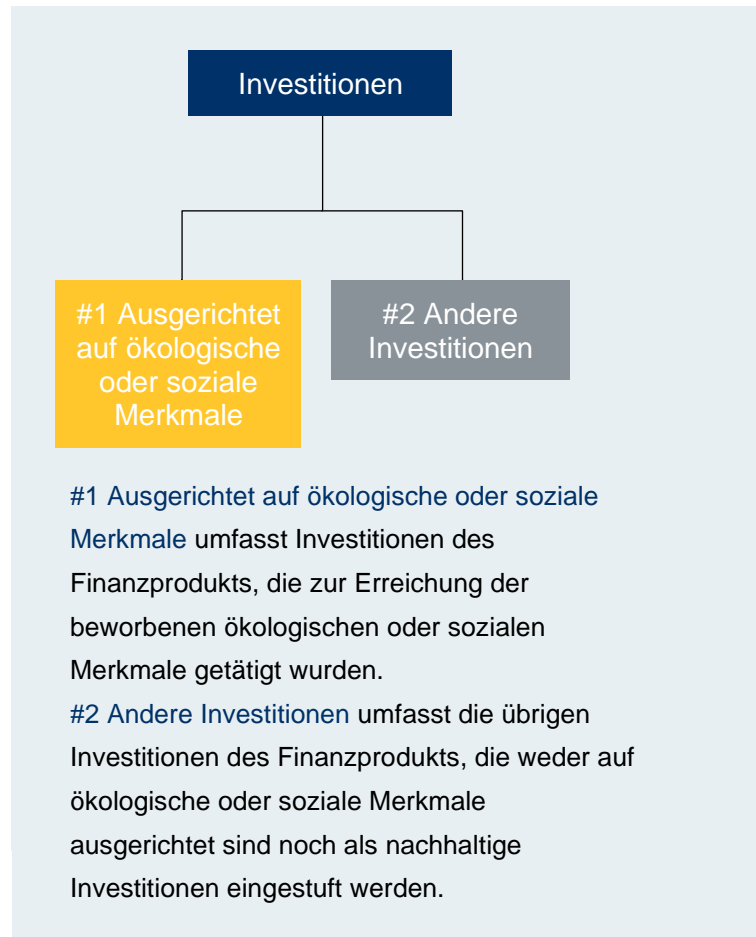 Investitionen
#1 Ausgerichtet
auf ökologische
oder soziale
Merkmale
#2 Andere
Investitionen
#1 Ausgerichtet auf ökologische oder soziale
Merkmale umfasst Investitionen des
Finanzprodukts, die zur Erreichung der
beworbenen ökologischen oder sozialen
Merkmale getätigt wurden.
#2 Andere Investitionen umfasst die übrigen
Investitionen des Finanzprodukts, die weder auf
ökologische oder soziale Merkmale
ausgerichtet sind noch als nachhaltige
Investitionen eingestuft werden.